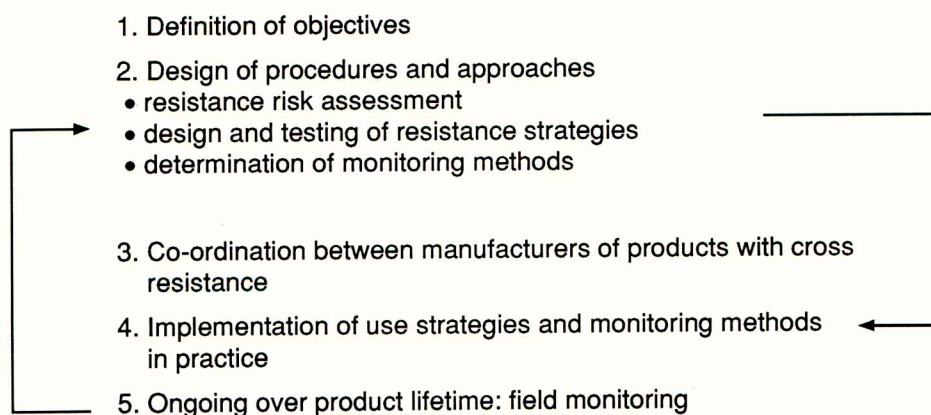 1. Definition of objectives
2. Design of procedures and approaches
• resistance risk assessment
• design and testing of resistance strategies
• determination of monitoring methods
3. Co-ordination between manufacturers of products with cross
resistance
4. Implementation of use strategies and monitoring methods
in practice
5. Ongoing over product lifetime: field monitoring